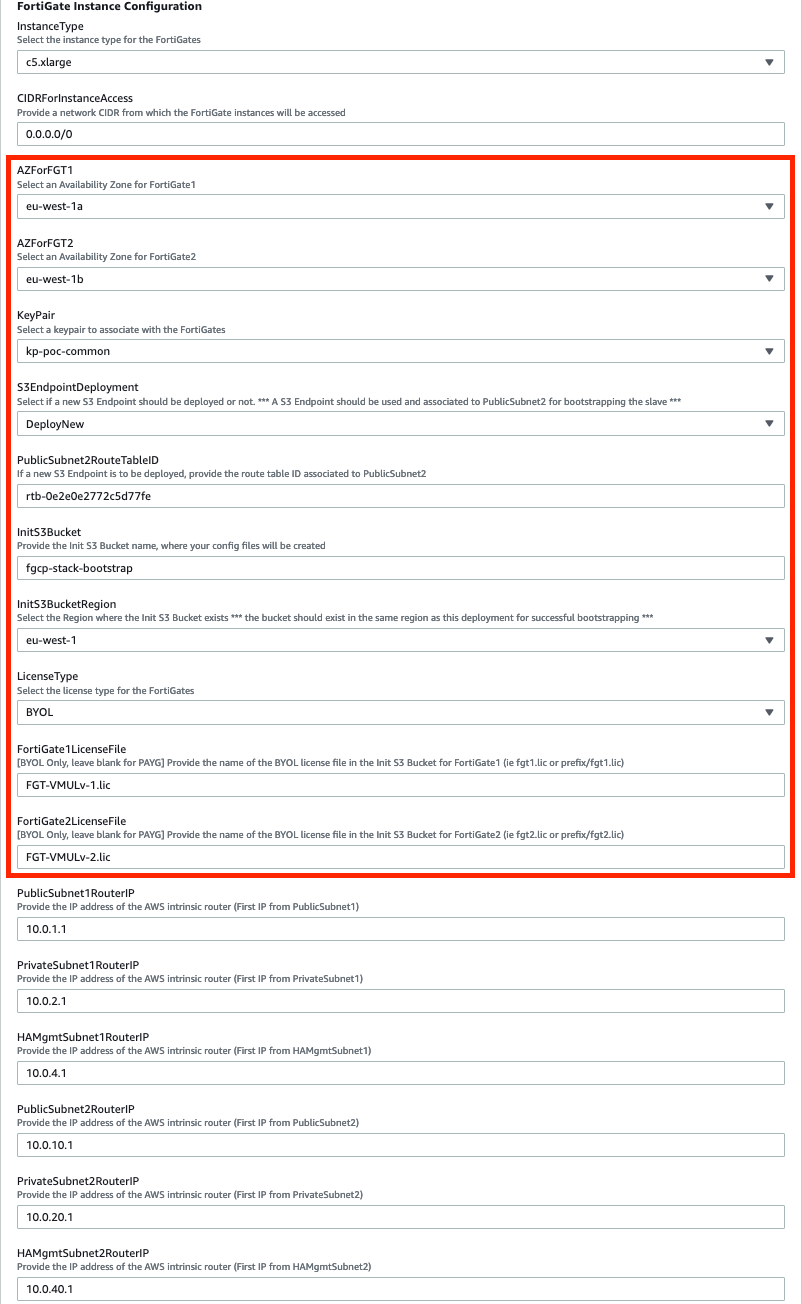 FortiGate Instance Configuration
InstanceType
Select the instance type for the FortiGates
c5.xlarge
CIDRForInstanceAccess
Provide a network CIDR from which the FortiGate instances will be accessed
0.0.0.0/0
AZForFGT1
Select an Availability Zone for FortiGate1
eu-west-1a
AZForFGT2
Select an Availability Zone for FortiGate2
eu-west-1b
KeyPair
Select a keypair to associate with the FortiGates
kp-poc-common
S3EndpointDeployment
Select if a new S3 Endpoint should be deployed or not. *** A S3 Endpoint should be used and associated to PublicSubnet2 for bootstrapping the slave ***
DeployNew
PublicSubnet2RouteTableID
If a new S3 Endpoint is to be deployed, provide the route table ID associated to PublicSubnet2
rtb-0e2e0e2772c5d77fe
InitS3Bucket
Provide the Init S3 Bucket name, where your config files will be created
fgcp-stack-bootstrap
InitS3BucketRegion
Select the Region where the Init S3 Bucket exists *** the bucket should exist in the same region as this deployment for successful bootstrapping ***
eu-west-1
LicenseType
Select the license type for the FortiGates
BYOL
FortiGate1LicenseFile
[BYOL Only, leave blank for PAYG] Provide the name of the BYOL license file in the Init S3 Bucket for FortiGate1 (ie fgt1.lic or prefix/fgt1.lic)
FGT-VMULv-1.lic
FortiGate2LicenseFile
[BYOL Only, leave blank for PAYG] Provide the name of the BYOL license file in the Init S3 Bucket for FortiGate2 (ie fgt2.lic or prefix/fgt2.lic)
FGT-VMULv-2.lic
PublicSubnet1RouterIP
Provide the IP address of the AWS intrinsic router (First IP from PublicSubnet1)
10.0.1.1
PrivateSubnet1RouterIP
Provide the IP address of the AWS intrinsic router (First IP from PrivateSubnet1)
10.0.2.1
HAMgmtSubnet1RouterIP
Provide the IP address of the AWS intrinsic router (First IP from HAMgmtSubnet1)
10.0.4.1
PublicSubnet2RouterIP
Provide the IP address of the AWS intrinsic router (First IP from PublicSubnet2)
10.0.10.1
PrivateSubnet2RouterIP
Provide the IP address of the AWS intrinsic router (First IP from PrivateSubnet2)
10.0.20.1
HAMgmtSubnet2RouterIP
Provide the IP address of the AWS intrinsic router (First IP from HAMgmtSubnet2)
10.0.40.1